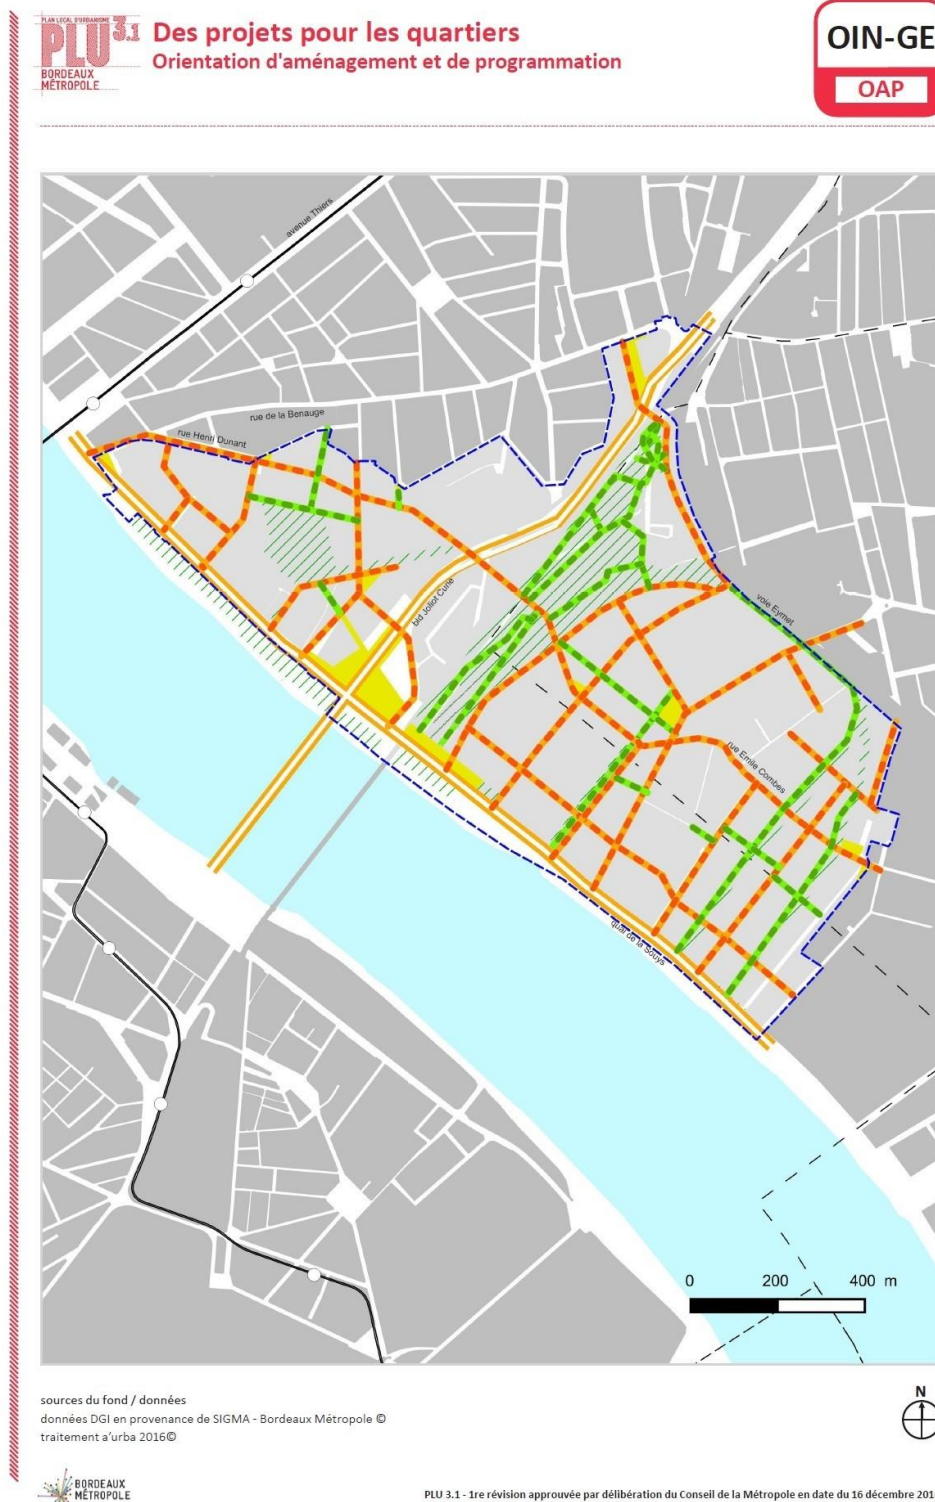 PLAN LOCAL D'URBANISME
PLU 3.1
BORDEAUX
MÉTROPOLE
Des projets pour les quartiers
Orientation d'aménagement et de programmation
OIN-GE
OAP
avenue Thiers
rue de la Benauge
rue Henri Dunant
bld Joliot Curie
voie Eymet
rue Emile Combes
quai de la Souys
0 200 400 m
sources du fond / données
données DGI en provenance de SIGMA - Bordeaux Métropole ©
traitement a'urba 2016©
N
BORDEAUX
MÉTROPOLE
PLU 3.1 - 1re révision approuvée par délibération du Conseil de la Métropole en date du 16 décembre 201